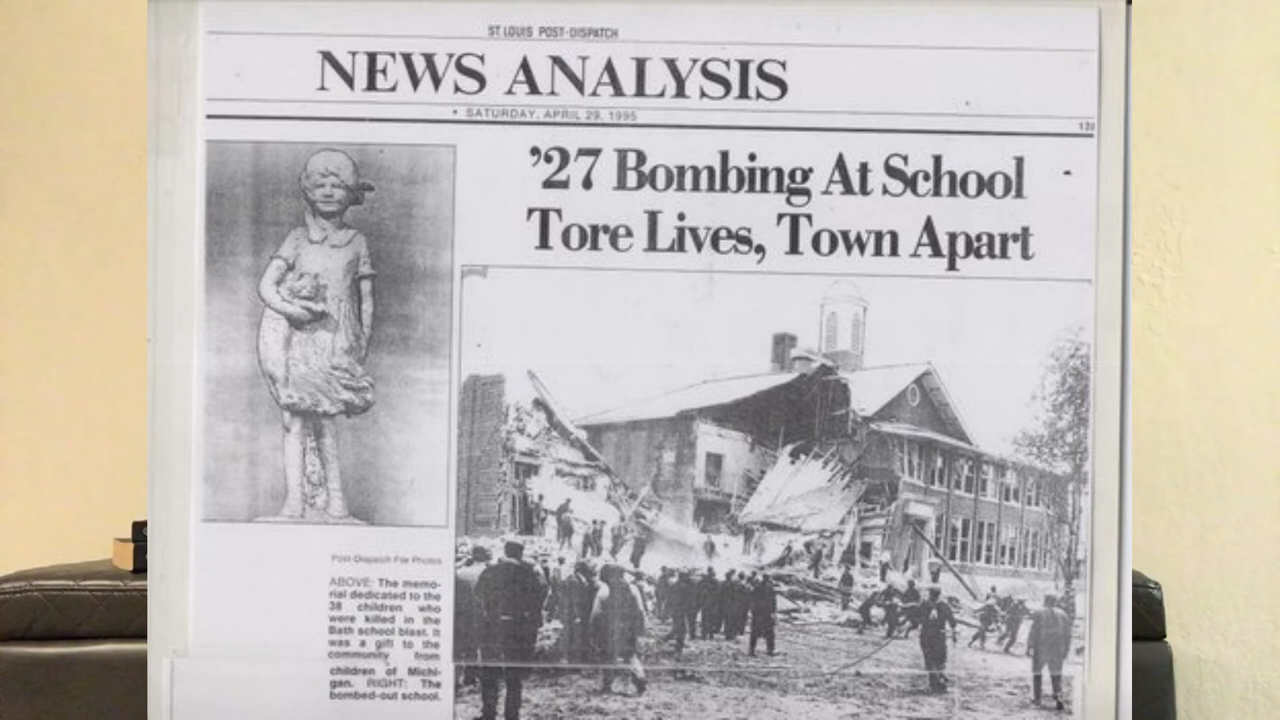 ST. LOUIS POST-DISPATCH
NEWS ANALYSIS
• SATURDAY, APRIL 29, 1995
'27 Bombing At School
Tore Lives, Town Apart
Post-Dispatch File Photos
ABOVE: The memo-
rial dedicated to the
38 children who
were killed in the
Bath school blast. It
was a gift to the
community from
children of Michi-
gan. RIGHT: The
bombed-out school.